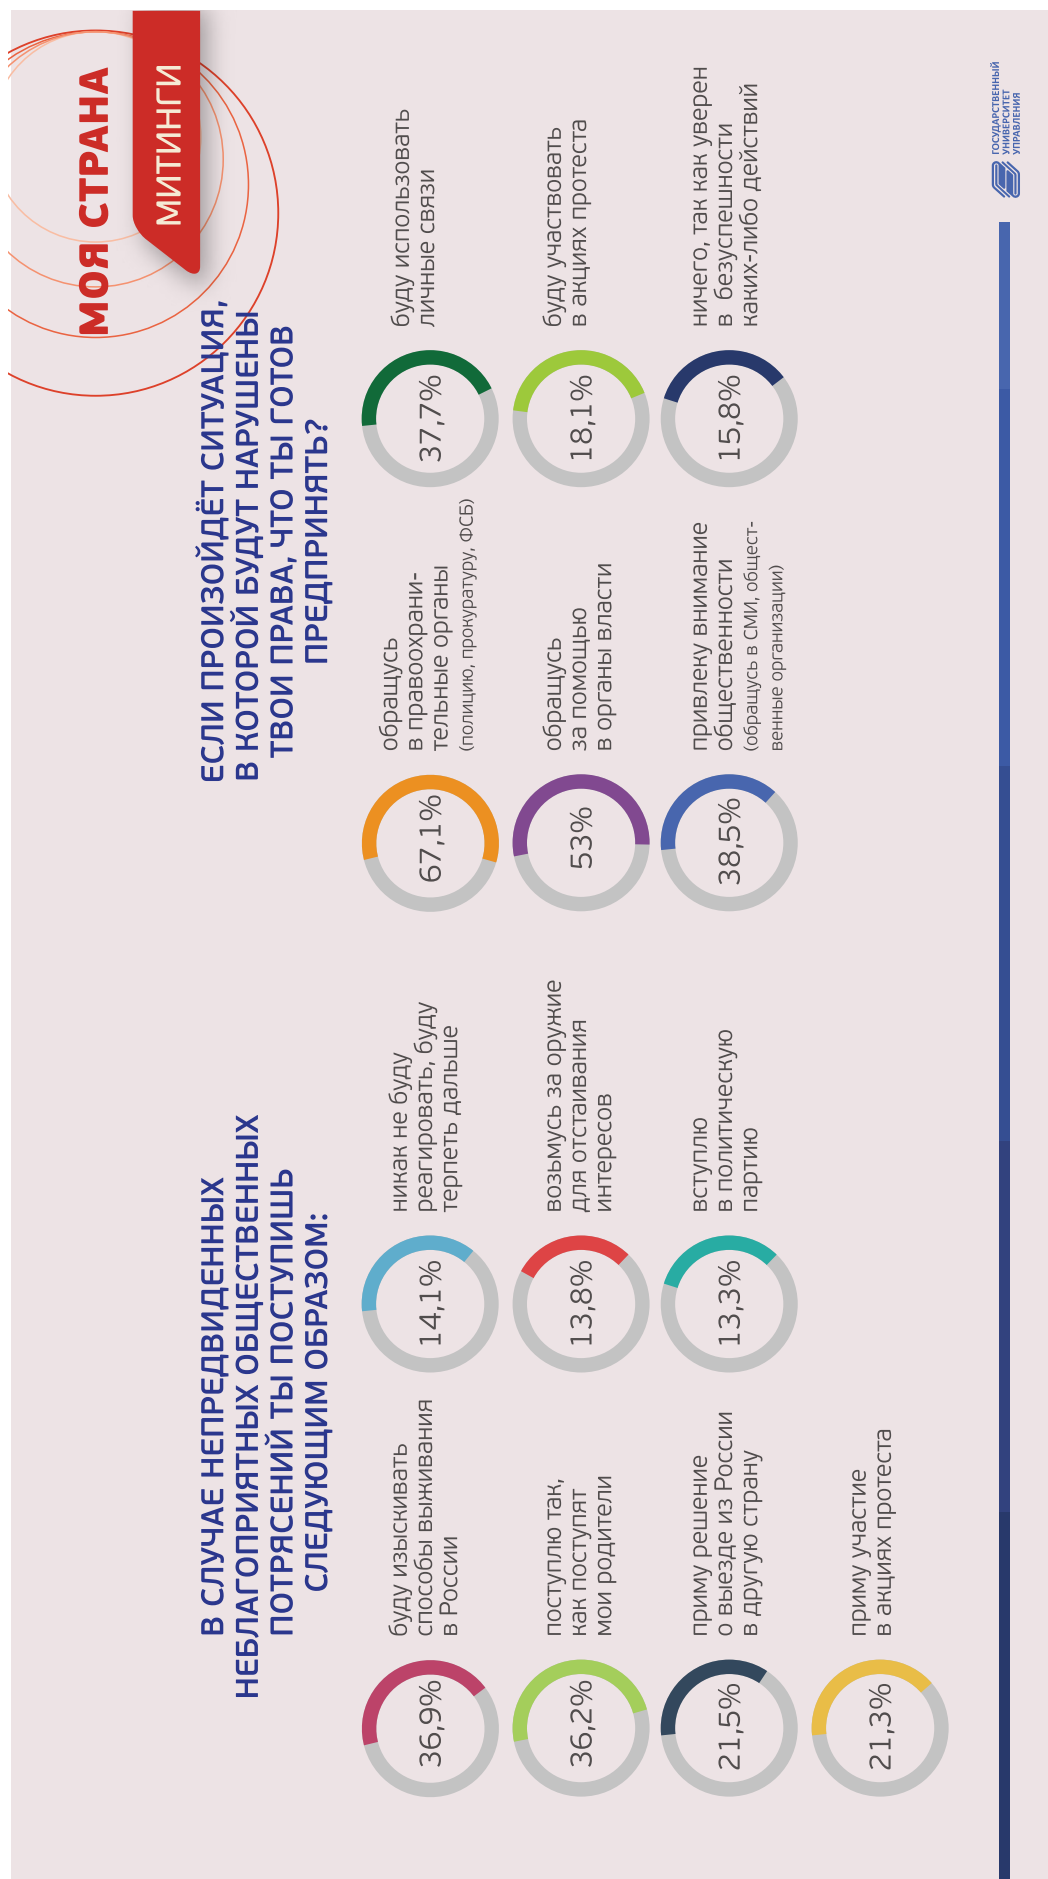 МОЯ СТРАНА
МИТИНГИ
В СЛУЧАЕ НЕПРЕДВИДЕННЫХ
НЕБЛАГОПРИЯТНЫХ ОБЩЕСТВЕННЫХ
ПОТРЯСЕНИЙ ТЫ ПОСТУПИШЬ
СЛЕДУЮЩИМ ОБРАЗОМ:
36,9%
буду изыскивать
способы выживания
в России
36,2%
поступлю так,
как поступят
мои родители
21,5%
приму решение
о выезде из России
в другую страну
21,3%
приму участие
в акциях протеста
14,1%
никак не буду
реагировать, буду
терпеть дальше
13,8%
возьмусь за оружие
для отстаивания
интересов
13,3%
вступлю
в политическую
партию
ЕСЛИ ПРОИЗОЙДЁТ СИТУАЦИЯ,
В КОТОРОЙ БУДУТ НАРУШЕНЫ
ТВОИ ПРАВА, ЧТО ТЫ ГОТОВ
ПРЕДПРИНЯТЬ?
67,1%
обращусь
в правоохрани-
тельные органы
(полицию, прокуратуру, ФСБ)
53%
обращусь
за помощью
в органы власти
38,5%
привлеку внимание
общественности
(обращусь в СМИ, общест-
венные организации)
37,7%
буду использовать
личные связи
18,1%
буду участвовать
в акциях протеста
15,8%
ничего, так как уверен
в безуспешности
каких-либо действий
ГОСУДАРСТВЕННЫЙ
УНИВЕРСИТЕТ
УПРАВЛЕНИЯ